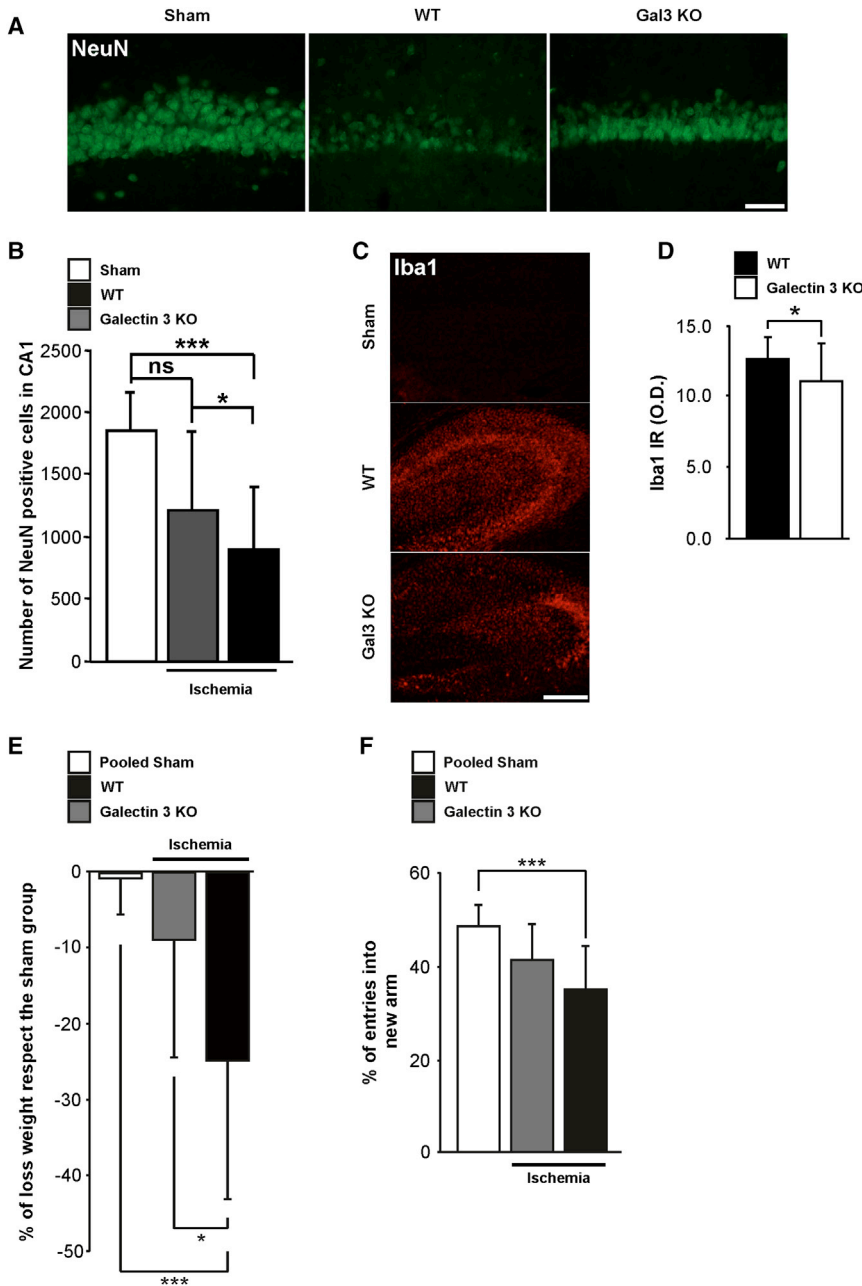 A
Sham
WT
Gal3 KO
NeuN
B
Sham
WT
Galectin 3 KO
Number of NeuN positive cells in CA1
2500
2000
1500
1000
500
0
***
ns
*
Ischemia
C
Iba1
Sham
WT
Gal3 KO
D
WT
Galectin 3 KO
Iba1 IR (O.D.)
15.0
10.0
5.0
0.0
*
E
Pooled Sham
WT
Galectin 3 KO
Ischemia
% of loss weight respect the sham group
0
-10
-20
-30
-40
-50
*
***
F
Pooled Sham
WT
Galectin 3 KO
% of entries into
new arm
60
40
20
0
***
Ischemia